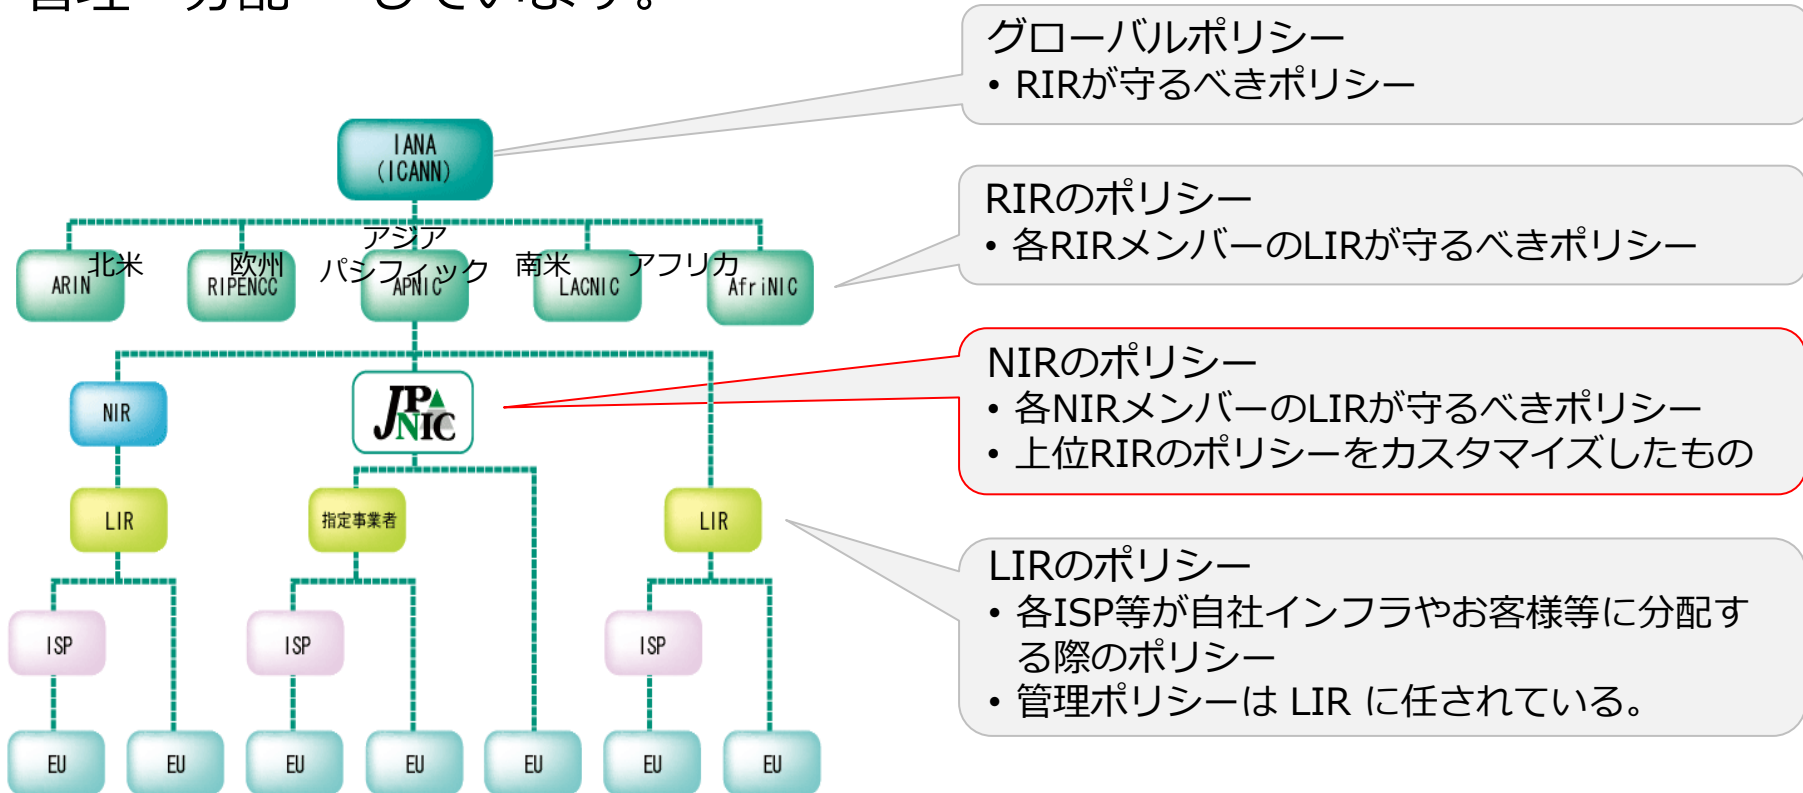 管理・分配 しています。
グローバルポリシー
• RIRが守るべきポリシー
IANA
(ICANN)
RIRのポリシー
• 各RIRメンバーのLIRが守るべきポリシー
北米
欧州
アジア
パシフィック
南米
アフリカ
ARIN
RIPENCC
APNIC
LACNIC
AfriNIC
NIRのポリシー
• 各NIRメンバーのLIRが守るべきポリシー
• 上位RIRのポリシーをカスタマイズしたもの
NIR
JPNIC
LIR
指定事業者
LIR
LIRのポリシー
• 各ISP等が自社インフラやお客様等に分配す
る際のポリシー
• 管理ポリシーは LIR に任されている。
ISP
ISP
ISP
EU
EU
EU
EU
EU
EU
EU